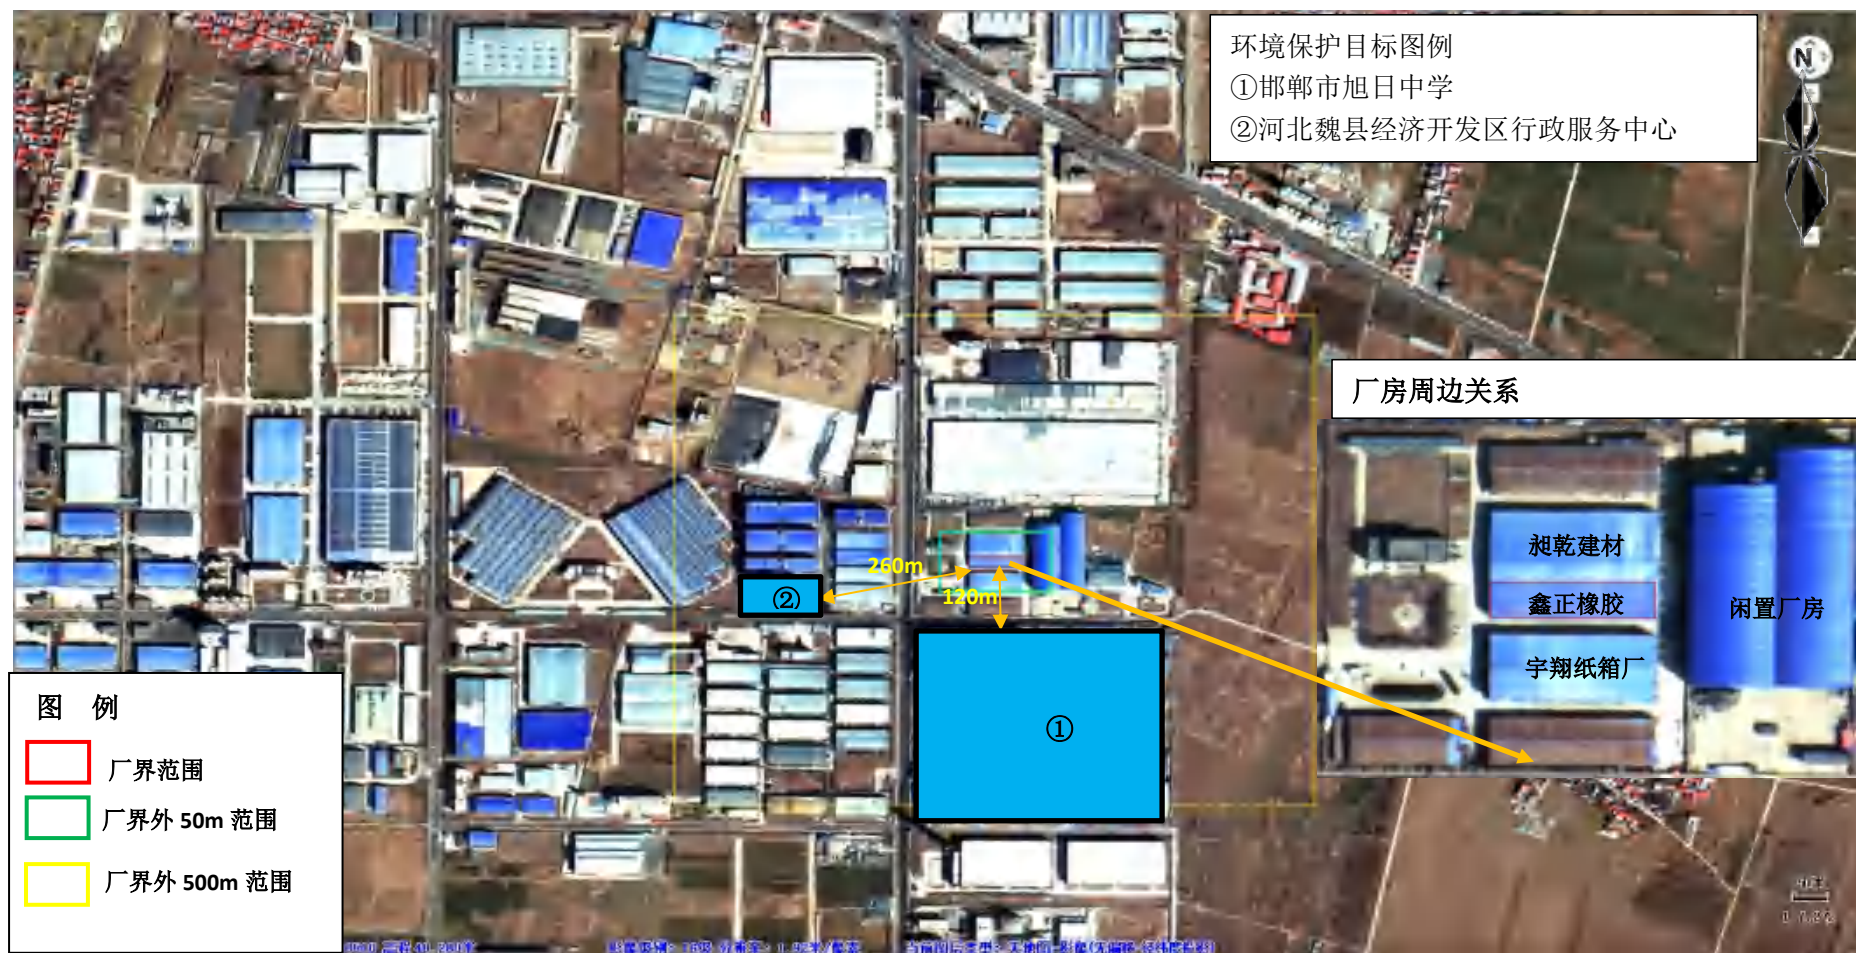 环境保护目标图例
①邯郸市旭日中学
②河北魏县经济开发区行政服务中心
N
厂房周边关系
昶乾建材
鑫正橡胶
闲置厂房
宇翔纸箱厂
260m
120m
②
①
图 例
厂界范围
厂界外 50m 范围
厂界外 500m 范围